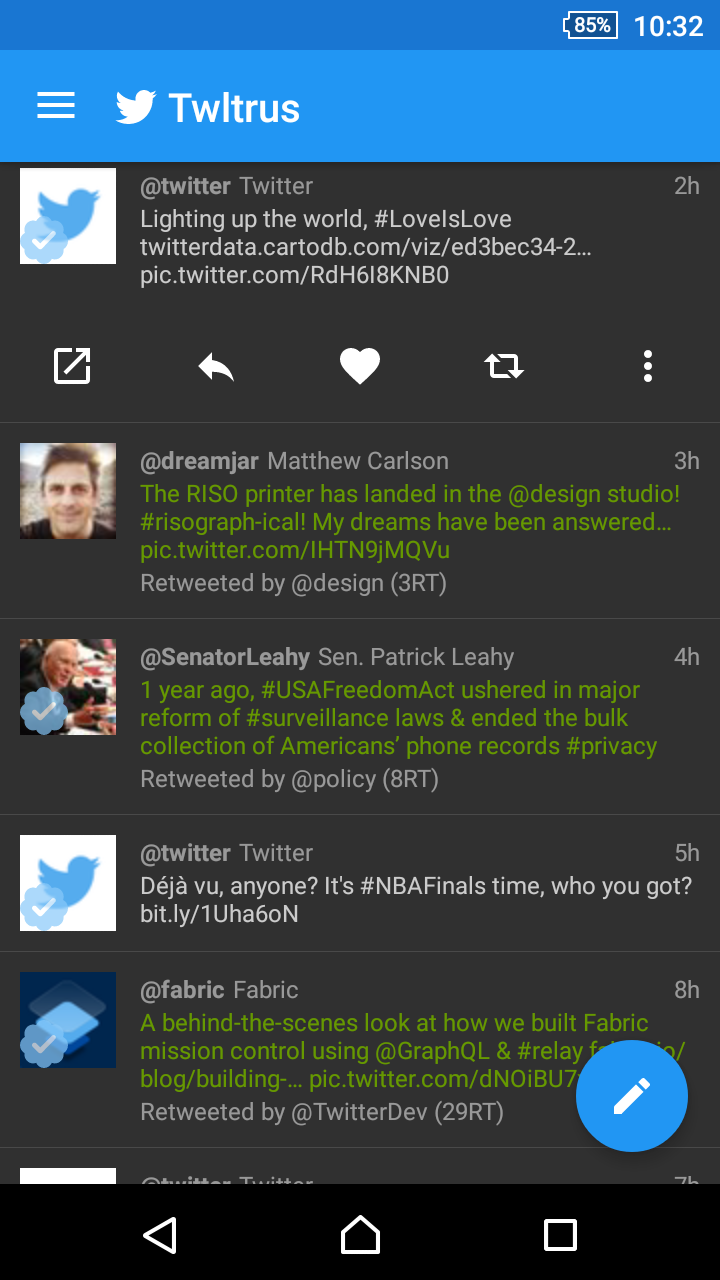 85% 10:32
Twltrus
@twitter Twitter 2h
Lighting up the world, #LoveIsLove
twitterdata.cartodb.com/viz/ed3bec34-2…
pic.twitter.com/RdH6I8KNB0
@dreamjar Matthew Carlson 3h
The RISO printer has landed in the @design studio!
#risograph-ical! My dreams have been answered…
pic.twitter.com/IHTN9jMQVu
Retweeted by @design (3RT)
@SenatorLeahy Sen. Patrick Leahy 4h
1 year ago, #USAFreedomAct ushered in major
reform of #surveillance laws & ended the bulk
collection of Americans’ phone records #privacy
Retweeted by @policy (8RT)
@twitter Twitter 5h
Déjà vu, anyone? It's #NBAFinals time, who you got?
bit.ly/1Uha6oN
@fabric Fabric 8h
A behind-the-scenes look at how we built Fabric
mission control using @GraphQL & #relay
blog/building-… pic.twitter.com/dNOiBU7
Retweeted by @TwitterDev (29RT)
@twitter Twitter 7h